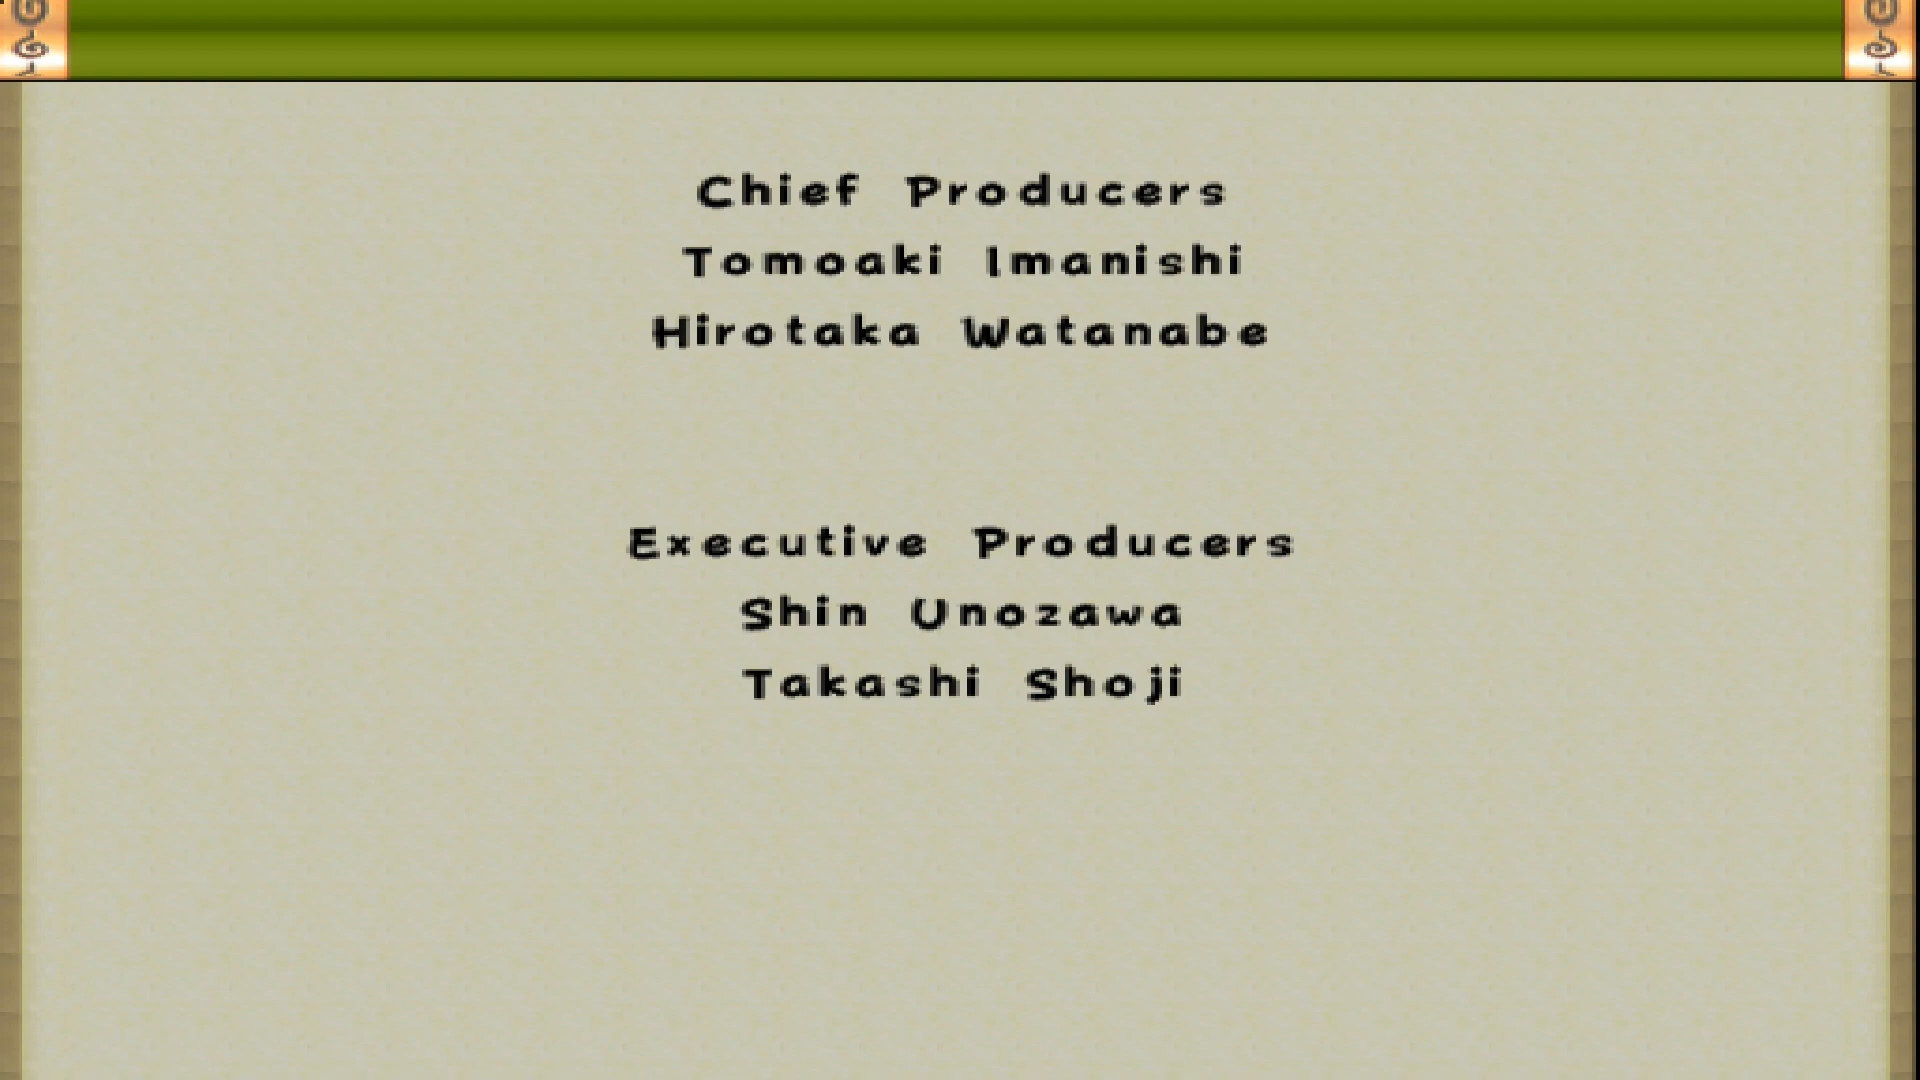 Chief Producers
Tomoaki Imanishi
Hirotaka Watanabe
Executive Producers
Shin Unozawa
Takashi Shoji